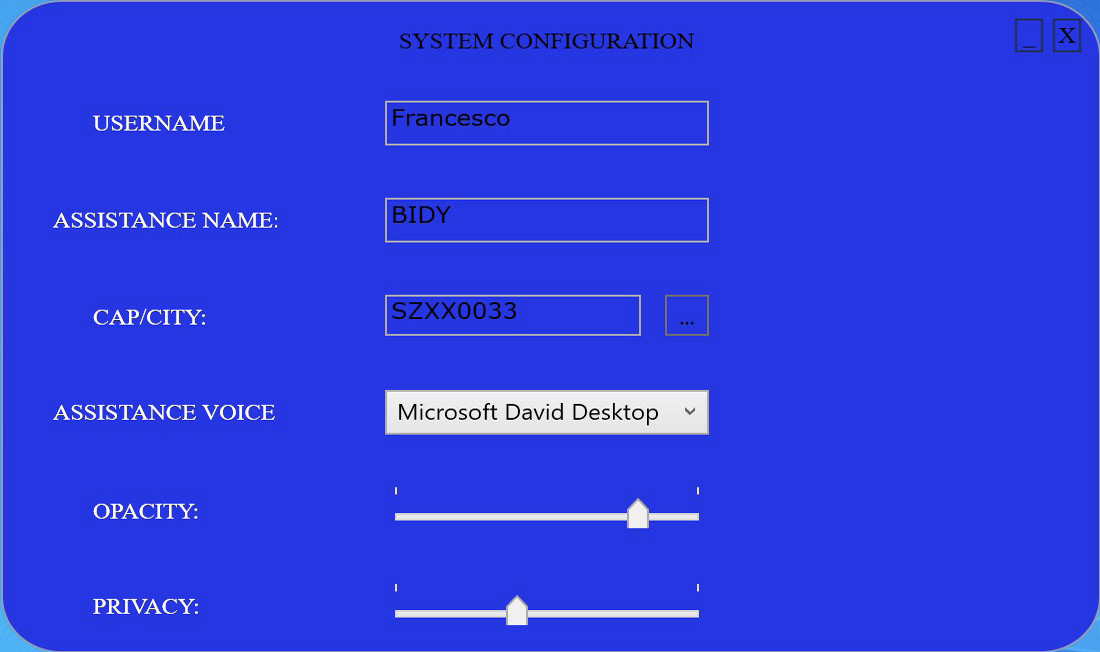 SYSTEM CONFIGURATION
_ X
USERNAME
Francesco
ASSISTANCE NAME:
BIDY
CAP/CITY:
SZXX0033
...
ASSISTANCE VOICE
Microsoft David Desktop
OPACITY:
PRIVACY: